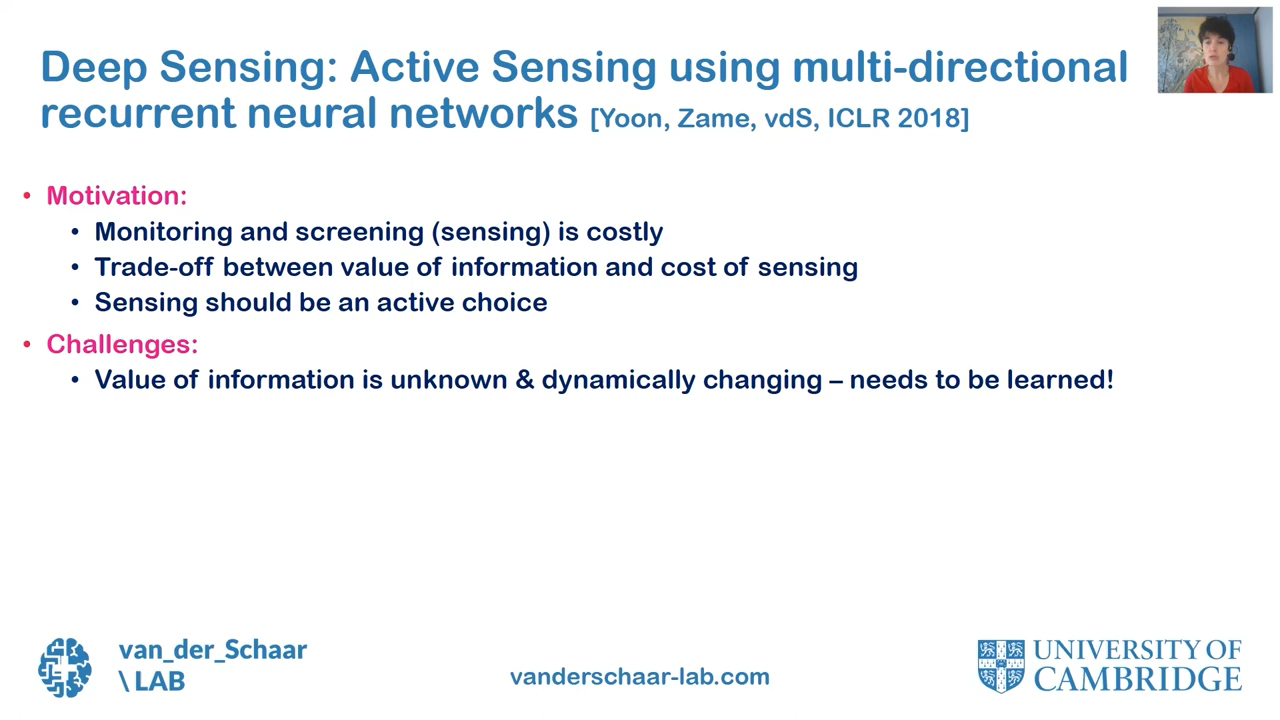 Deep Sensing: Active Sensing using multi-directional
recurrent neural networks [Yoon, Zame, vdS, ICLR 2018]
• Motivation:
• Monitoring and screening (sensing) is costly
• Trade-off between value of information and cost of sensing
• Sensing should be an active choice
• Challenges:
• Value of information is unknown & dynamically changing – needs to be learned!
van_der_Schaar
\ LAB
vanderschaar-lab.com
UNIVERSITY OF
CAMBRIDGE